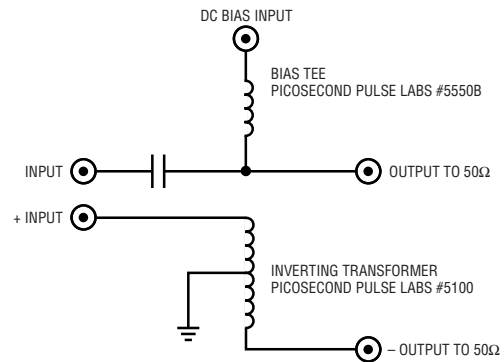 DC BIAS INPUT
BIAS TEE
PICOSECOND PULSE LABS #5550B
INPUT
OUTPUT TO 50Ω
+ INPUT
INVERTING TRANSFORMER
PICOSECOND PULSE LABS #5100
– OUTPUT TO 50Ω